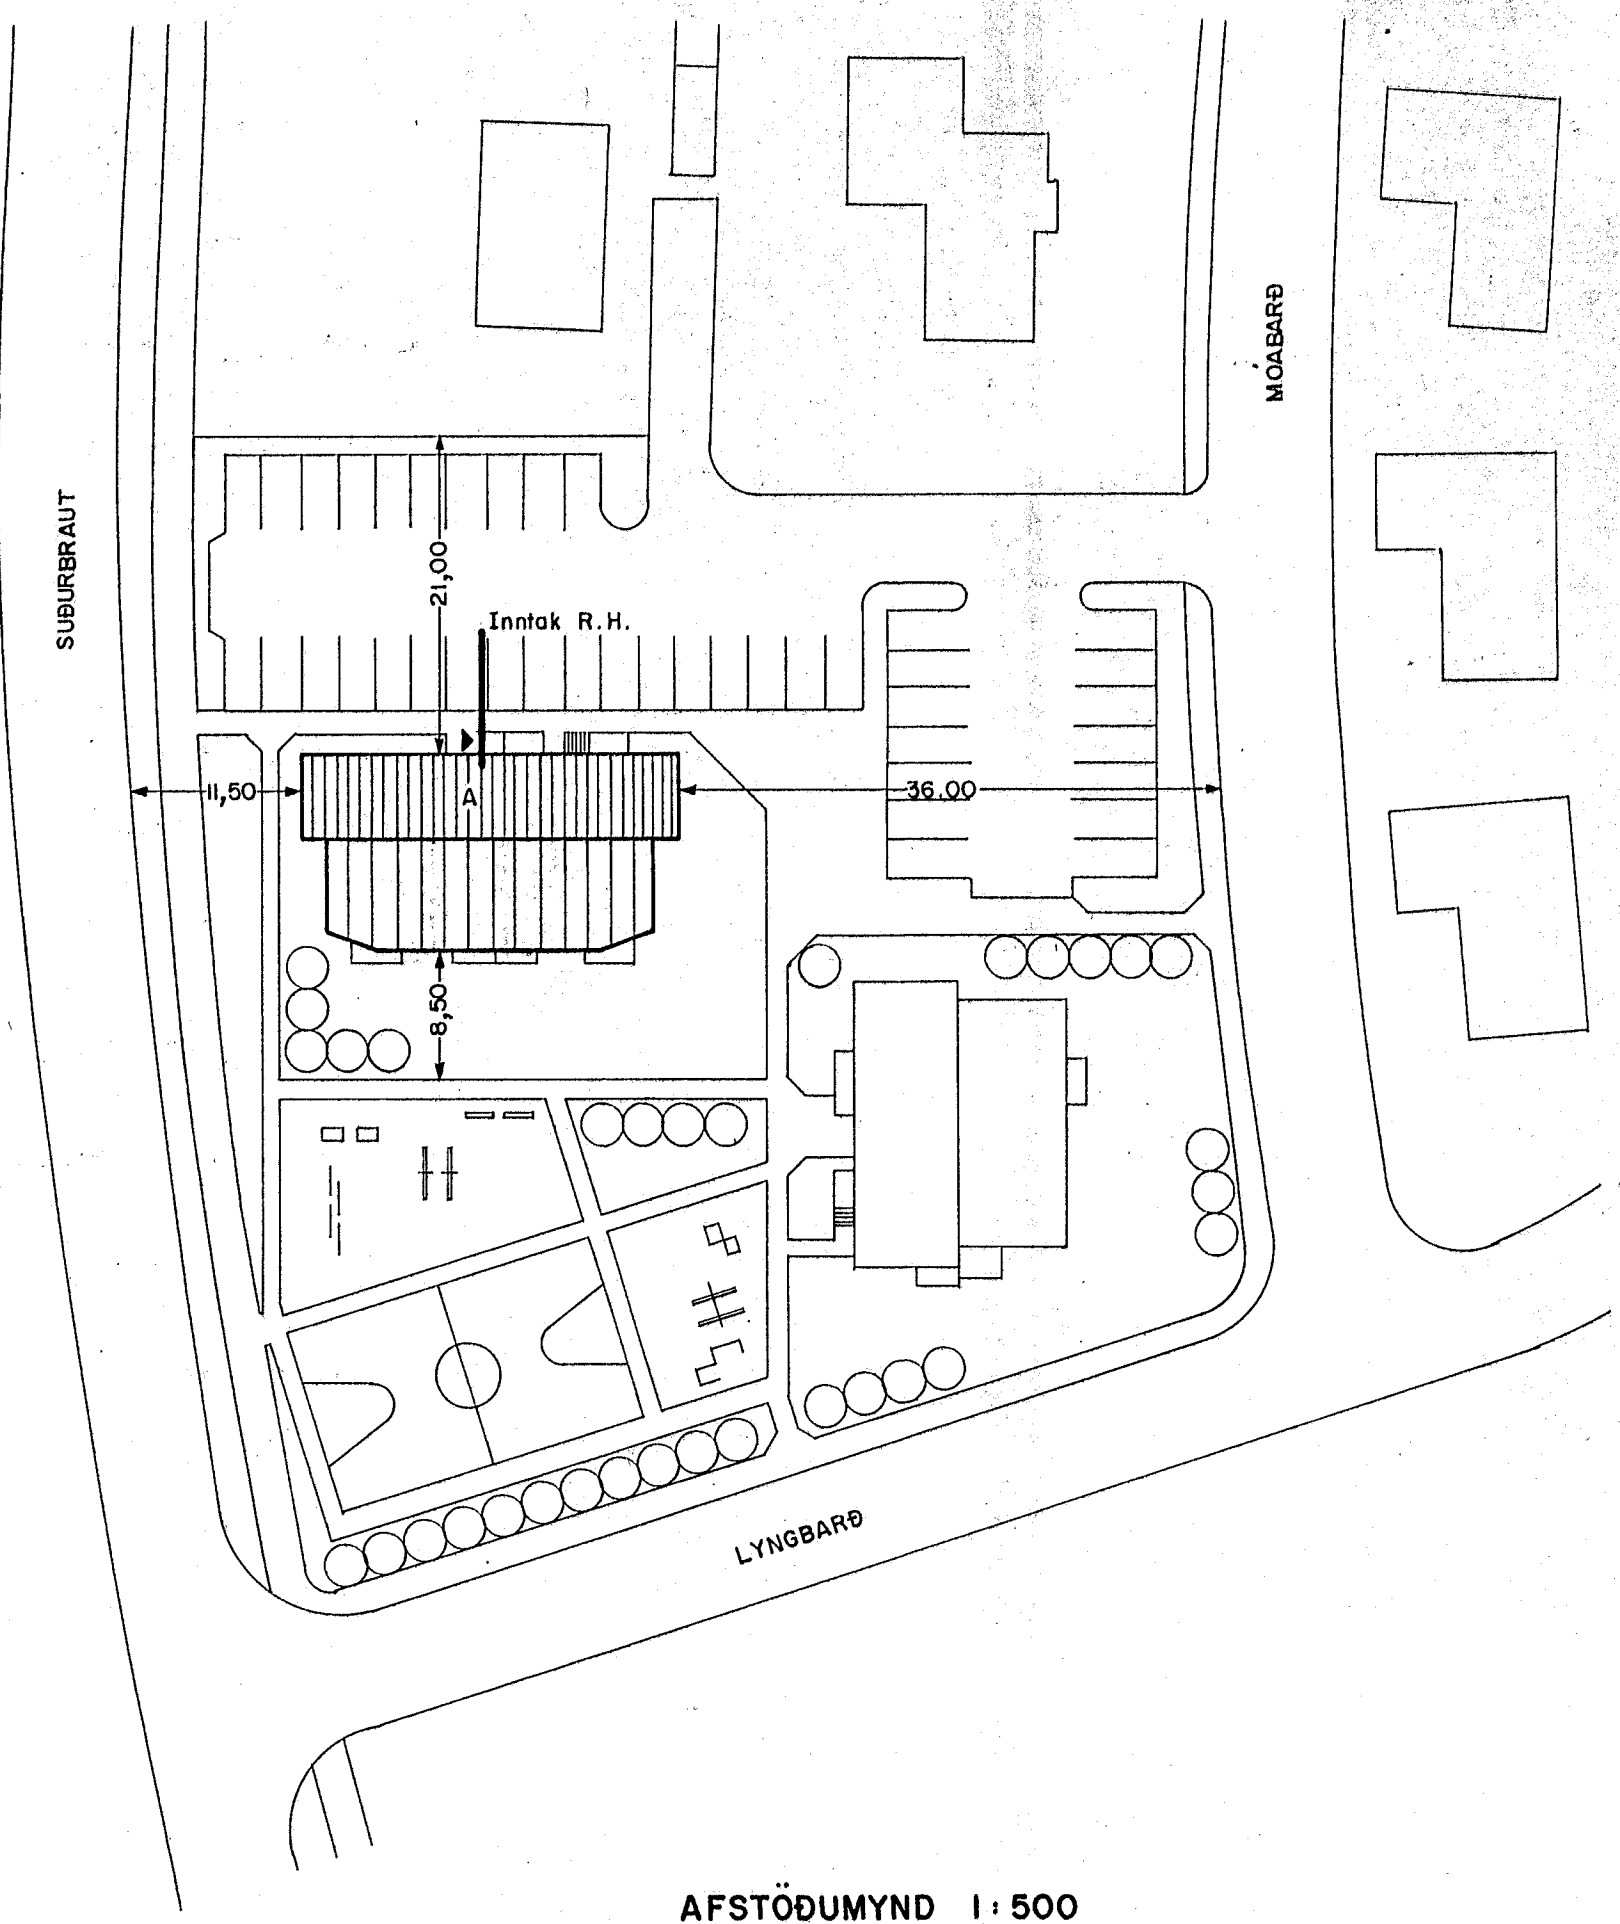 MÓABARÐ
SUÐURBRAUT
21,00
Inntak R.H.
11,50
A
36.00
8,50
LYNGBARÐ
AFSTÖÐUMYND 1:500